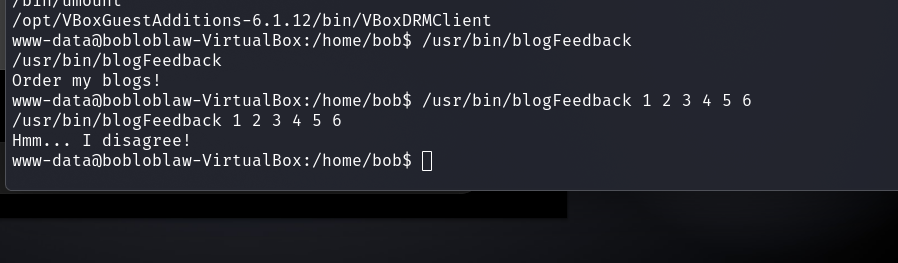 /bin/umount
/opt/VBoxGuestAdditions-6.1.12/bin/VBoxDRMClient
www-data@bobloblaw-VirtualBox:/home/bob$ /usr/bin/blogFeedback
/usr/bin/blogFeedback
Order my blogs!
www-data@bobloblaw-VirtualBox:/home/bob$ /usr/bin/blogFeedback 1 2 3 4 5 6
/usr/bin/blogFeedback 1 2 3 4 5 6
Hmm... I disagree!
www-data@bobloblaw-VirtualBox:/home/bob$